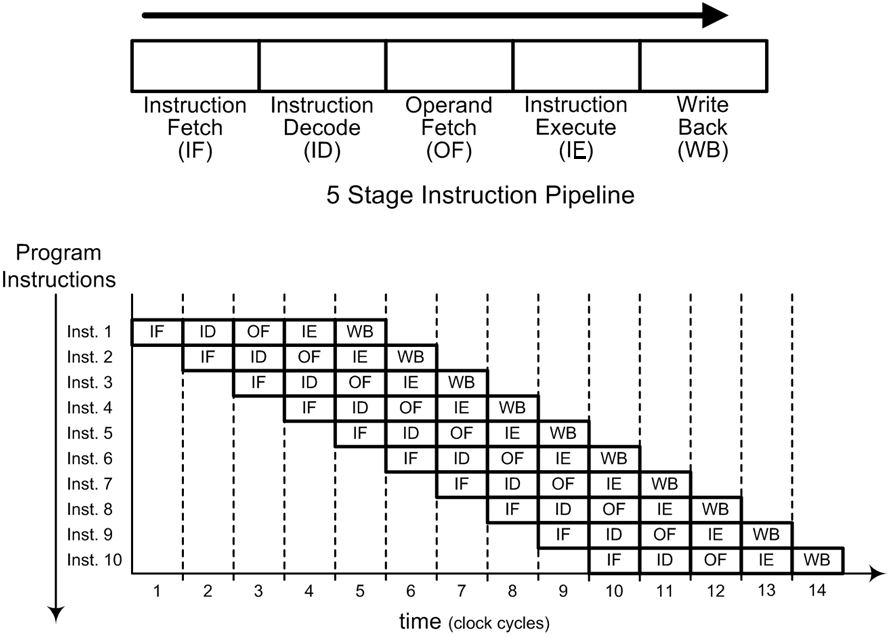 Instruction Fetch (IF)
Instruction Decode (ID)
Operand Fetch (OF)
Instruction Execute (IE)
Write Back (WB)
5 Stage Instruction Pipeline
Program
Instructions
Inst. 1 IF ID OF IE WB
Inst. 2 IF ID OF IE WB
Inst. 3 IF ID OF IE WB
Inst. 4 IF ID OF IE WB
Inst. 5 IF ID OF IE WB
Inst. 6 IF ID OF IE WB
Inst. 7 IF ID OF IE WB
Inst. 8 IF ID OF IE WB
Inst. 9 IF ID OF IE WB
Inst. 10 IF ID OF IE WB
1 2 3 4 5 6 7 8 9 10 11 12 13 14
time (clock cycles)